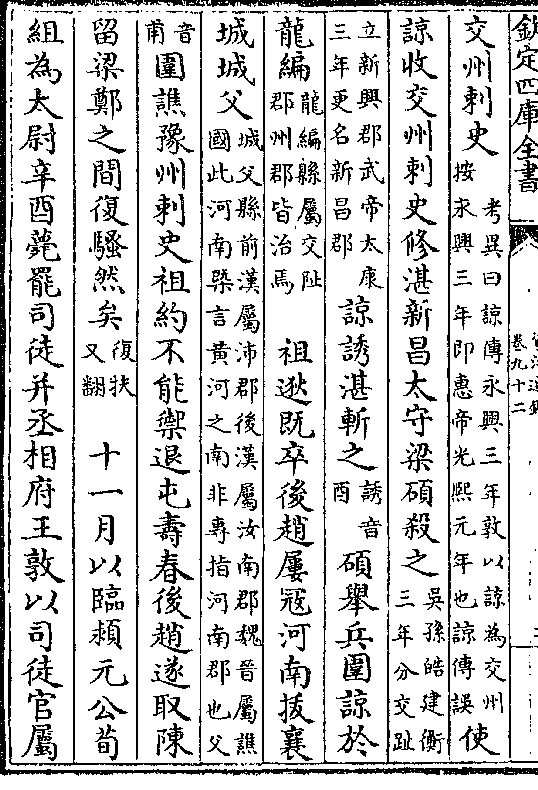 欽定四庫全書
卷九十二
交州刺史考異曰諒傳永興三年敦以諒為交州按永興三年即惠帝光熙元年也諒傳誤使
諒收交州刺史修湛新昌太守梁碩殺之吳孫皓建衡三年分交趾
立新興郡武帝太康三年更名新昌郡諒誘湛斬之誘音酉碩舉兵圍諒於
龍編龍編縣屬交趾郡州郡皆治焉 祖逖既卒後趙屢寇河南拔襄
城城父城父縣前漢屬沛郡後漢屬汝南郡魏晉屬譙國此河南槩言黄河之南非專指河南郡也父
音甫圍譙豫州刺史祖約不能禦退屯壽春後趙遂取陳
留梁鄭之間復騷然矣復扶又翻 十一月以臨潁元公荀
組為太尉辛酉薨罷司徒并丞相府王敦以司徒官屬